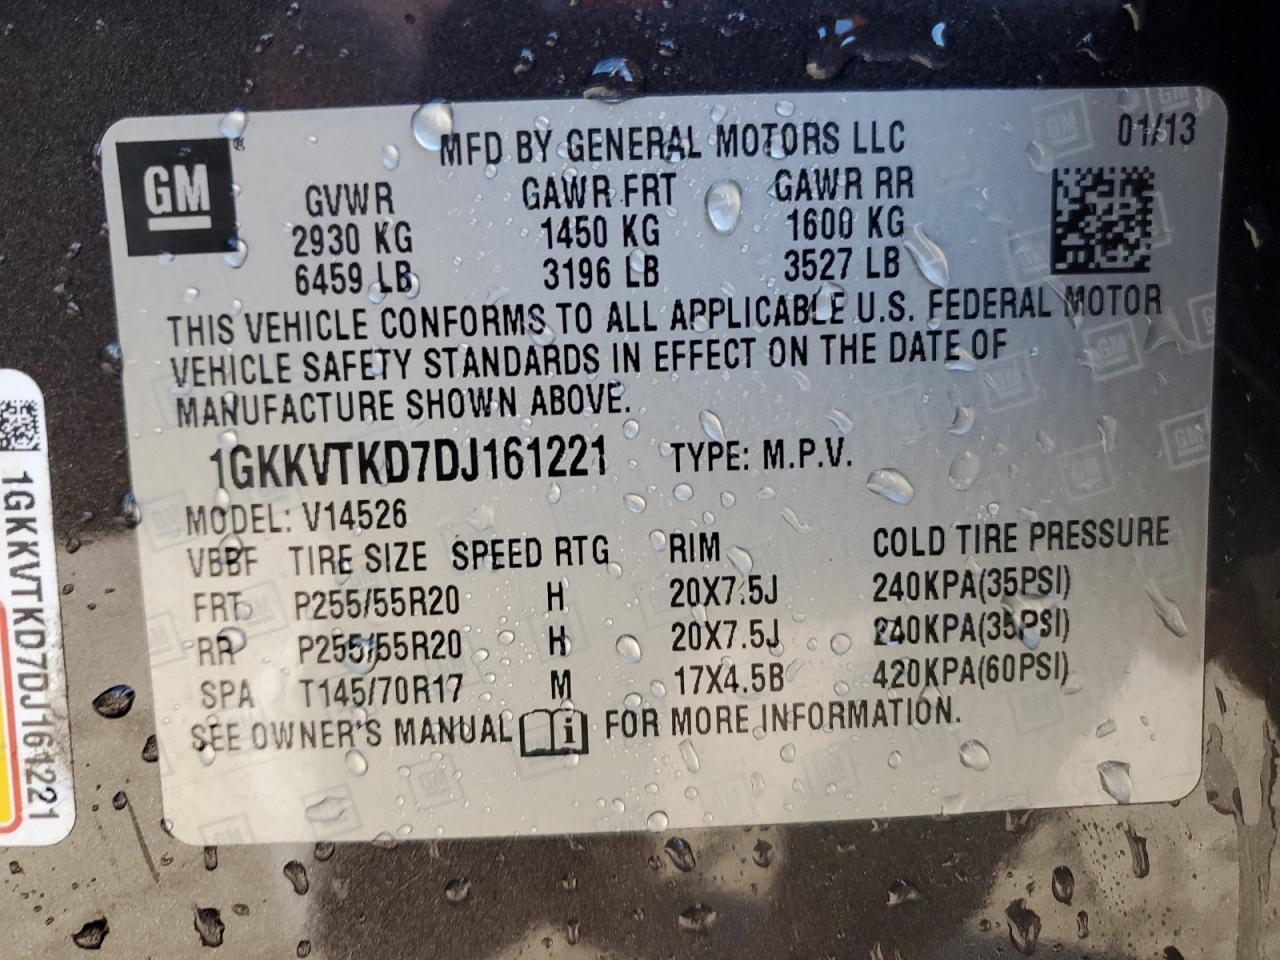 GM
®
MFD BY GENERAL MOTORS LLC
01/13
GVWR GAWR FRT GAWR RR
2930 KG 1450 KG 1600 KG
6459 LB 3196 LB 3527 LB
THIS VEHICLE CONFORMS TO ALL APPLICABLE U.S. FEDERAL MOTOR
VEHICLE SAFETY STANDARDS IN EFFECT ON THE DATE OF
MANUFACTURE SHOWN ABOVE.
1GKKVTKD7DJ161221 TYPE: M.P.V.
MODEL: V14526
VBBF TIRE SIZE SPEED RTG RIM COLD TIRE PRESSURE
FRT P255/55R20 H 20X7.5J 240KPA(35PSI)
RR P255/55R20 H 20X7.5J 240KPA(35PSI)
SPA T145/70R17 M 17X4.5B 420KPA(60PSI)
SEE OWNER'S MANUAL i FOR MORE INFORMATION.
1GKKVTKD7DJ161221